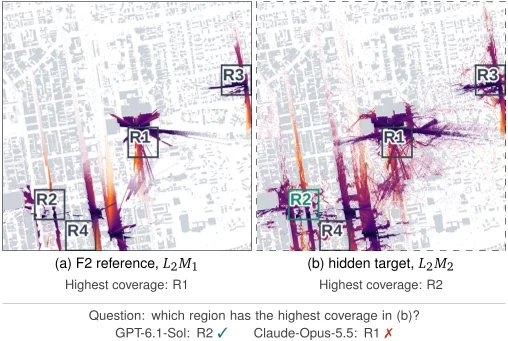 R3
R1
R2
R4
R3
R1
R2
R4
(a) F2 reference, L₂M₁
(b) hidden target, L₂M₂
Highest coverage: R1
Highest coverage: R2
Question: which region has the highest coverage in (b)?
GPT-6.1-Sol: R2 ✓ Claude-Opus-5.5: R1 ✗